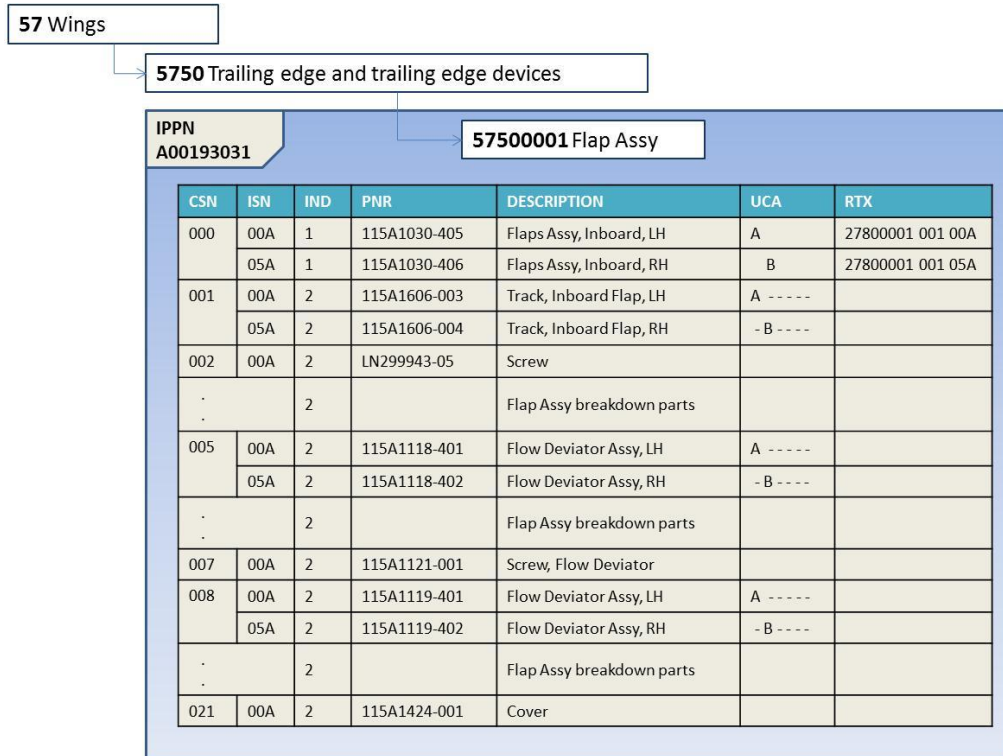 57 Wings
5750 Trailing edge and trailing edge devices
IPPN
A00193031
57500001 Flap Assy
CSN ISN IND PNR DESCRIPTION UCA RTX
000 00A 1 115A1030-405 Flaps Assy, Inboard, LH A 27800001 001 00A
05A 1 115A1030-406 Flaps Assy, Inboard, RH B 27800001 001 05A
001 00A 2 115A1606-003 Track, Inboard Flap, LH A - - - - -
05A 2 115A1606-004 Track, Inboard Flap, RH - B - - - -
002 00A 2 LN299943-05 Screw
.
. 2 Flap Assy breakdown parts
005 00A 2 115A1118-401 Flow Deviator Assy, LH A - - - - -
05A 2 115A1118-402 Flow Deviator Assy, RH - B - - - -
.
. 2 Flap Assy breakdown parts
007 00A 2 115A1121-001 Screw, Flow Deviator
008 00A 2 115A1119-401 Flow Deviator Assy, LH A - - - - -
05A 2 115A1119-402 Flow Deviator Assy, RH - B - - - -
.
. 2 Flap Assy breakdown parts
021 00A 2 115A1424-001 Cover